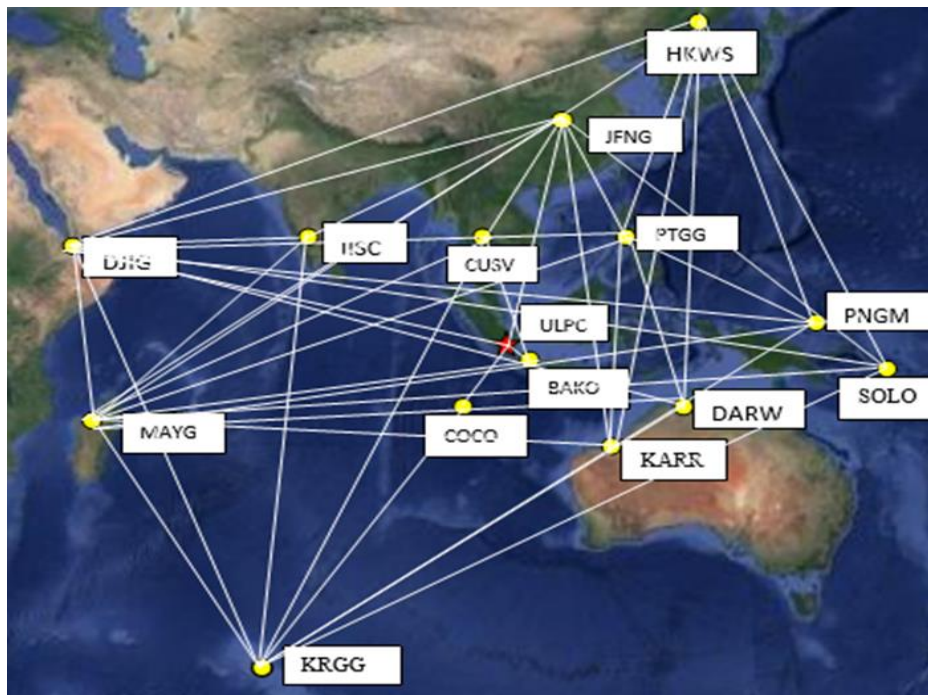 HKWS
JFNG
PTGG
IISC
CUSV
DJIG
ULPC
PNGM
BAKO
SOLO
DARW
MAYG
COCO
KARR
KRGG